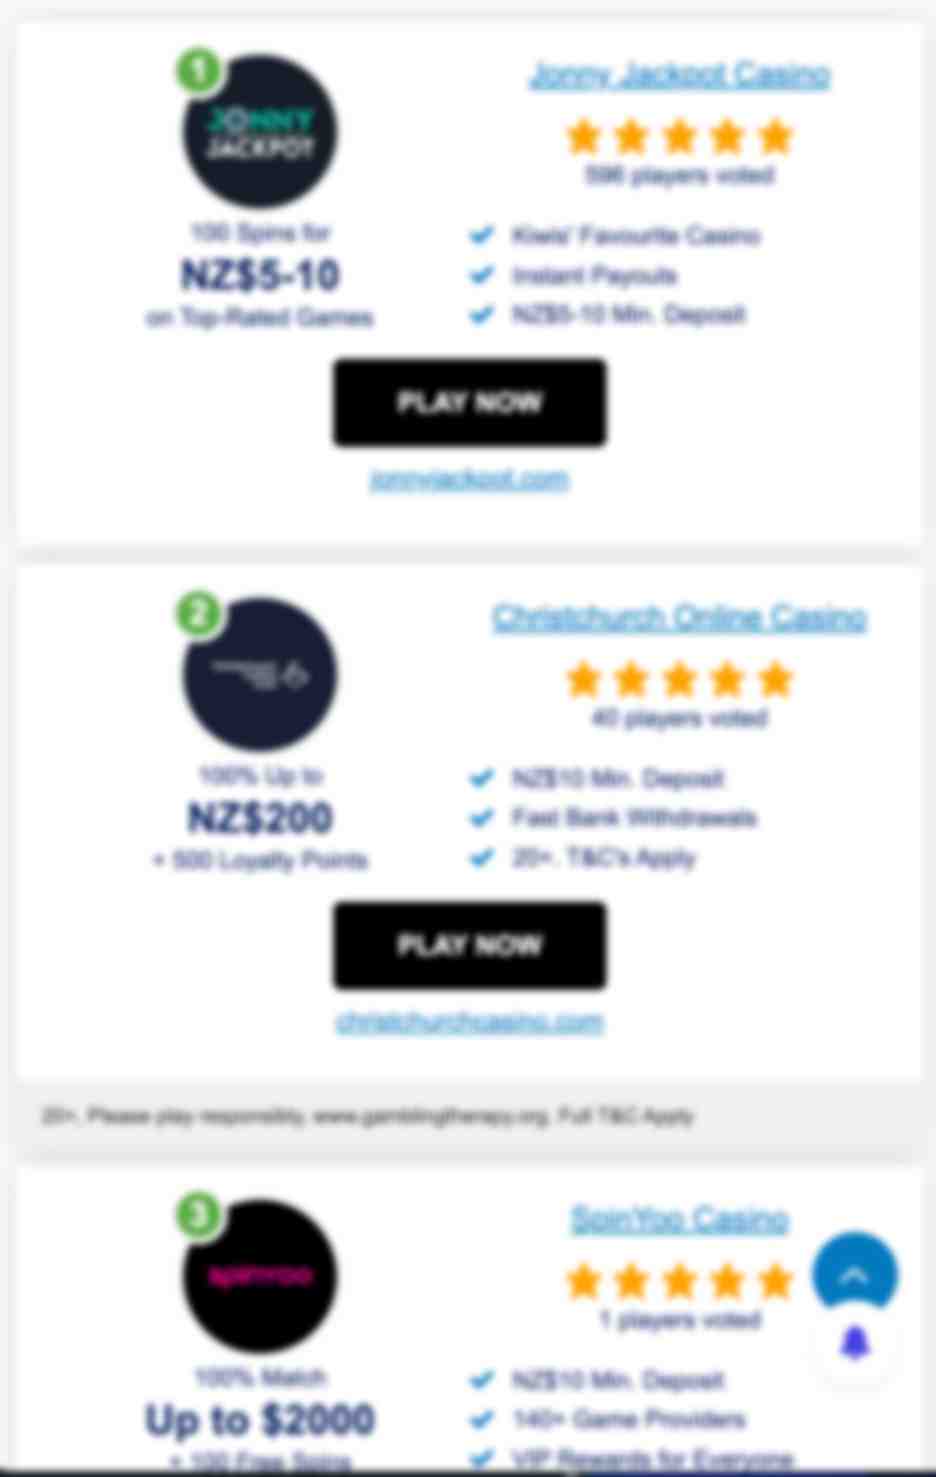 1
JONNY
JACKPOT
100 Spins for
NZ$5-10
on Top-Rated Games
Jonny Jackpot Casino
596 players voted
Kiwis' Favourite Casino
Instant Payouts
NZ$5-10 Min. Deposit
PLAY NOW
jonnyjackpot.com
2
100% Up to
NZ$200
+ 500 Loyalty Points
Christchurch Online Casino
40 players voted
NZ$10 Min. Deposit
Fast Bank Withdrawals
20+. T&C's Apply
PLAY NOW
christchurchcasino.com
20+. Please play responsibly. www.gamblingtherapy.org. Full T&C Apply
3
spinyoo
100% Match
Up to $2000
+ 100 Free Spins
SpinYoo Casino
1 players voted
NZ$10 Min. Deposit
140+ Game Providers
VIP Rewards for Everyone